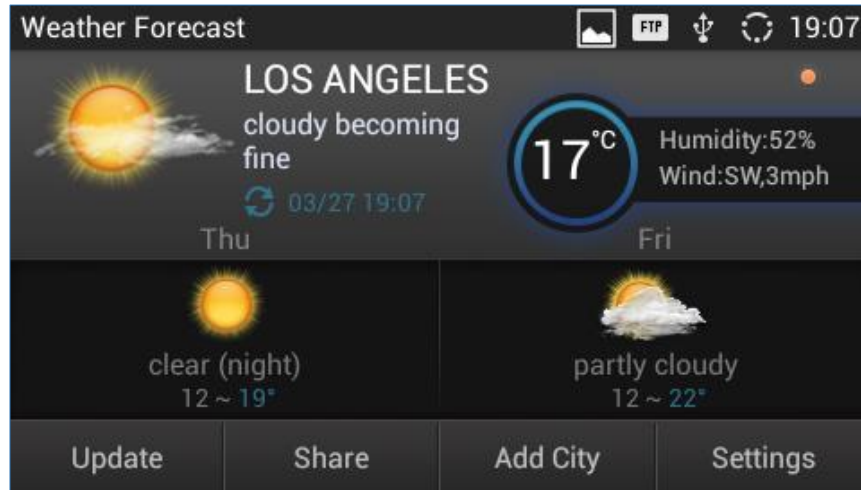 Weather Forecast
FTP
19:07
LOS ANGELES
cloudy becoming
fine
03/27 19:07
17°C
Humidity:52%
Wind:SW,3mph
Thu
Fri
clear (night)
12 ~ 19°
partly cloudy
12 ~ 22°
Update
Share
Add City
Settings